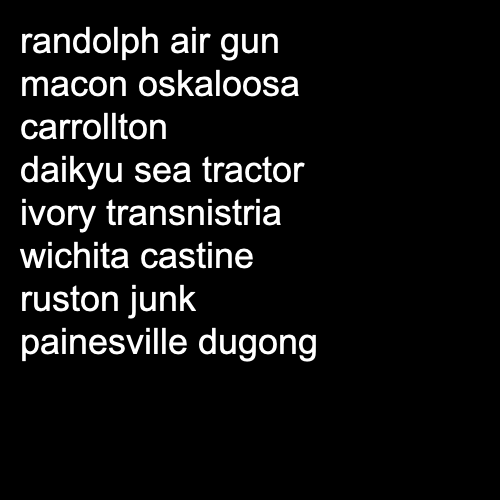 randolph air gun
macon oskaloosa
carrollton
daikyu sea tractor
ivory transnistria
wichita castine
ruston junk
painesville dugong